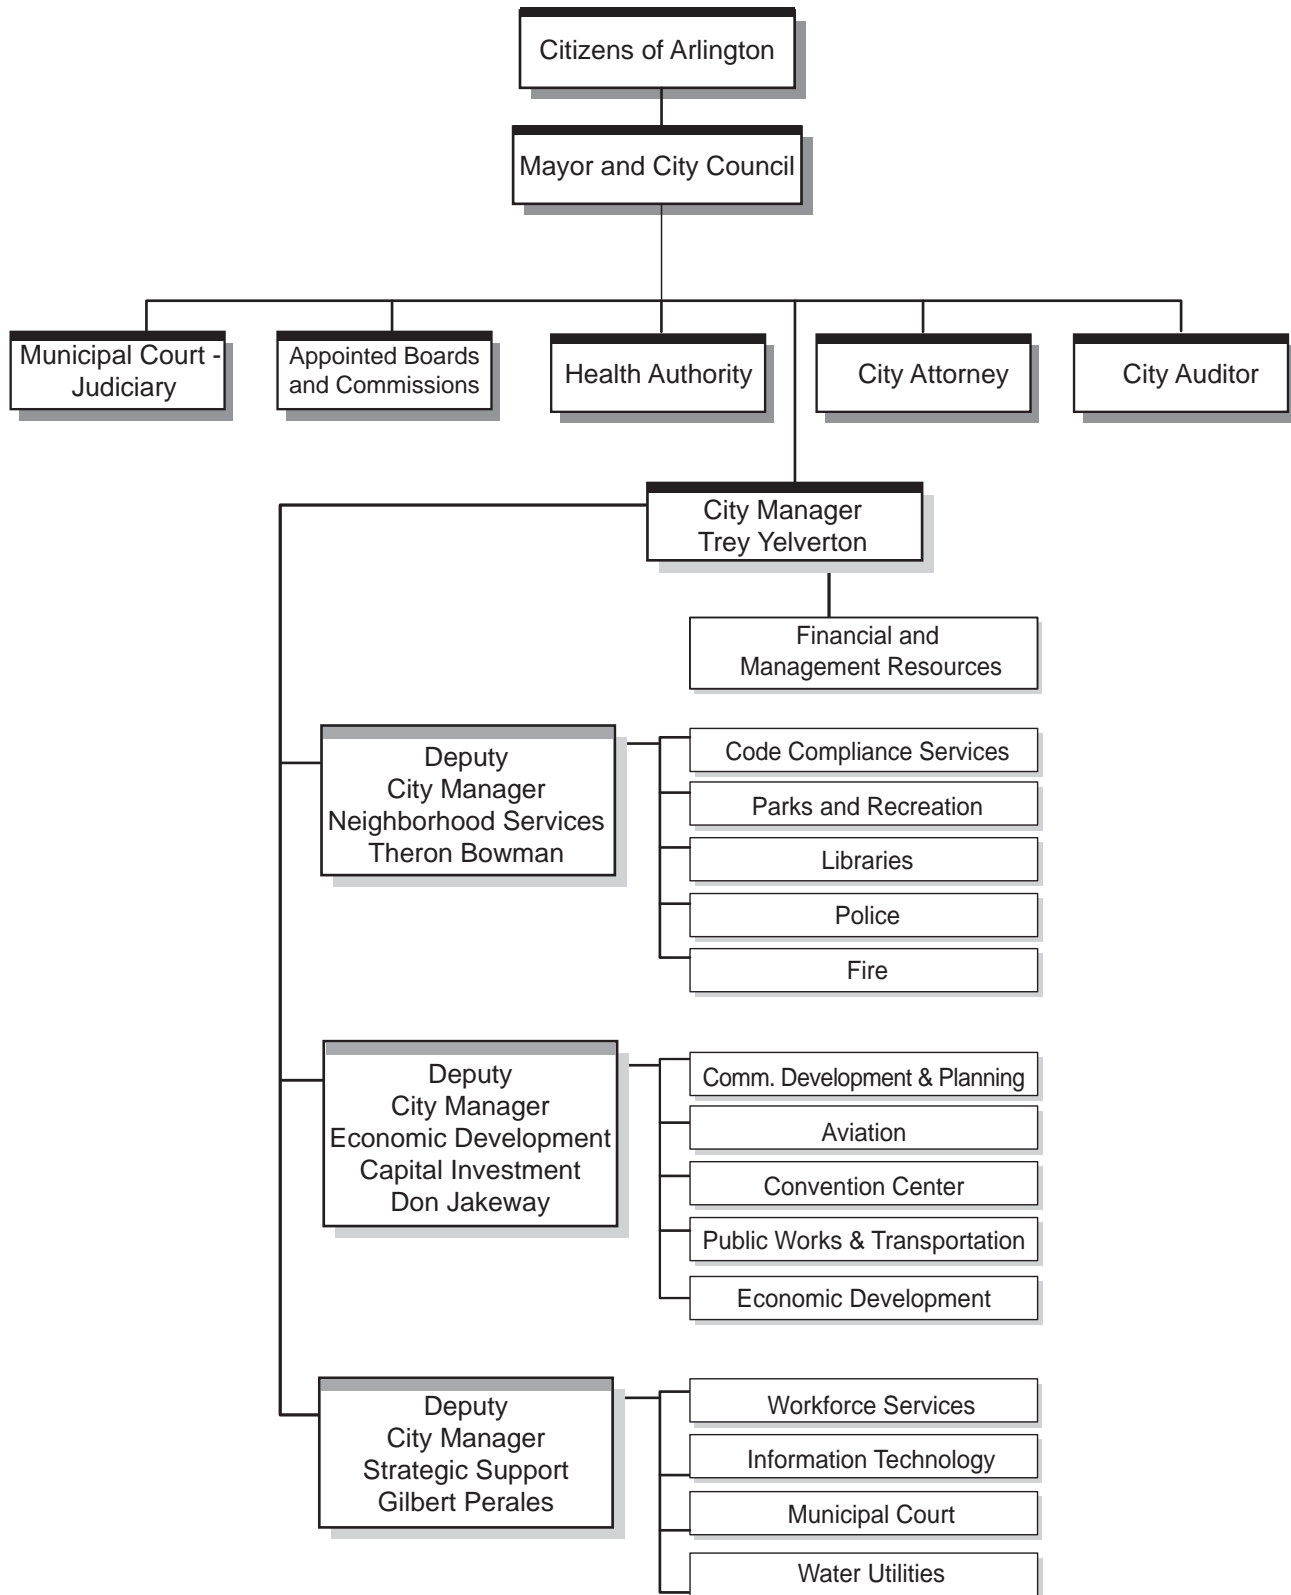 Citizens of Arlington
Mayor and City Council
Municipal Court -
Judiciary
Appointed Boards
and Commissions
Health Authority
City Attorney
City Auditor
City Manager
Trey Yelverton
Financial and
Management Resources
Deputy
City Manager
Neighborhood Services
Theron Bowman
Code Compliance Services
Parks and Recreation
Libraries
Police
Fire
Deputy
City Manager
Economic Development
Capital Investment
Don Jakeway
Comm. Development & Planning
Aviation
Convention Center
Public Works & Transportation
Economic Development
Deputy
City Manager
Strategic Support
Gilbert Perales
Workforce Services
Information Technology
Municipal Court
Water Utilities